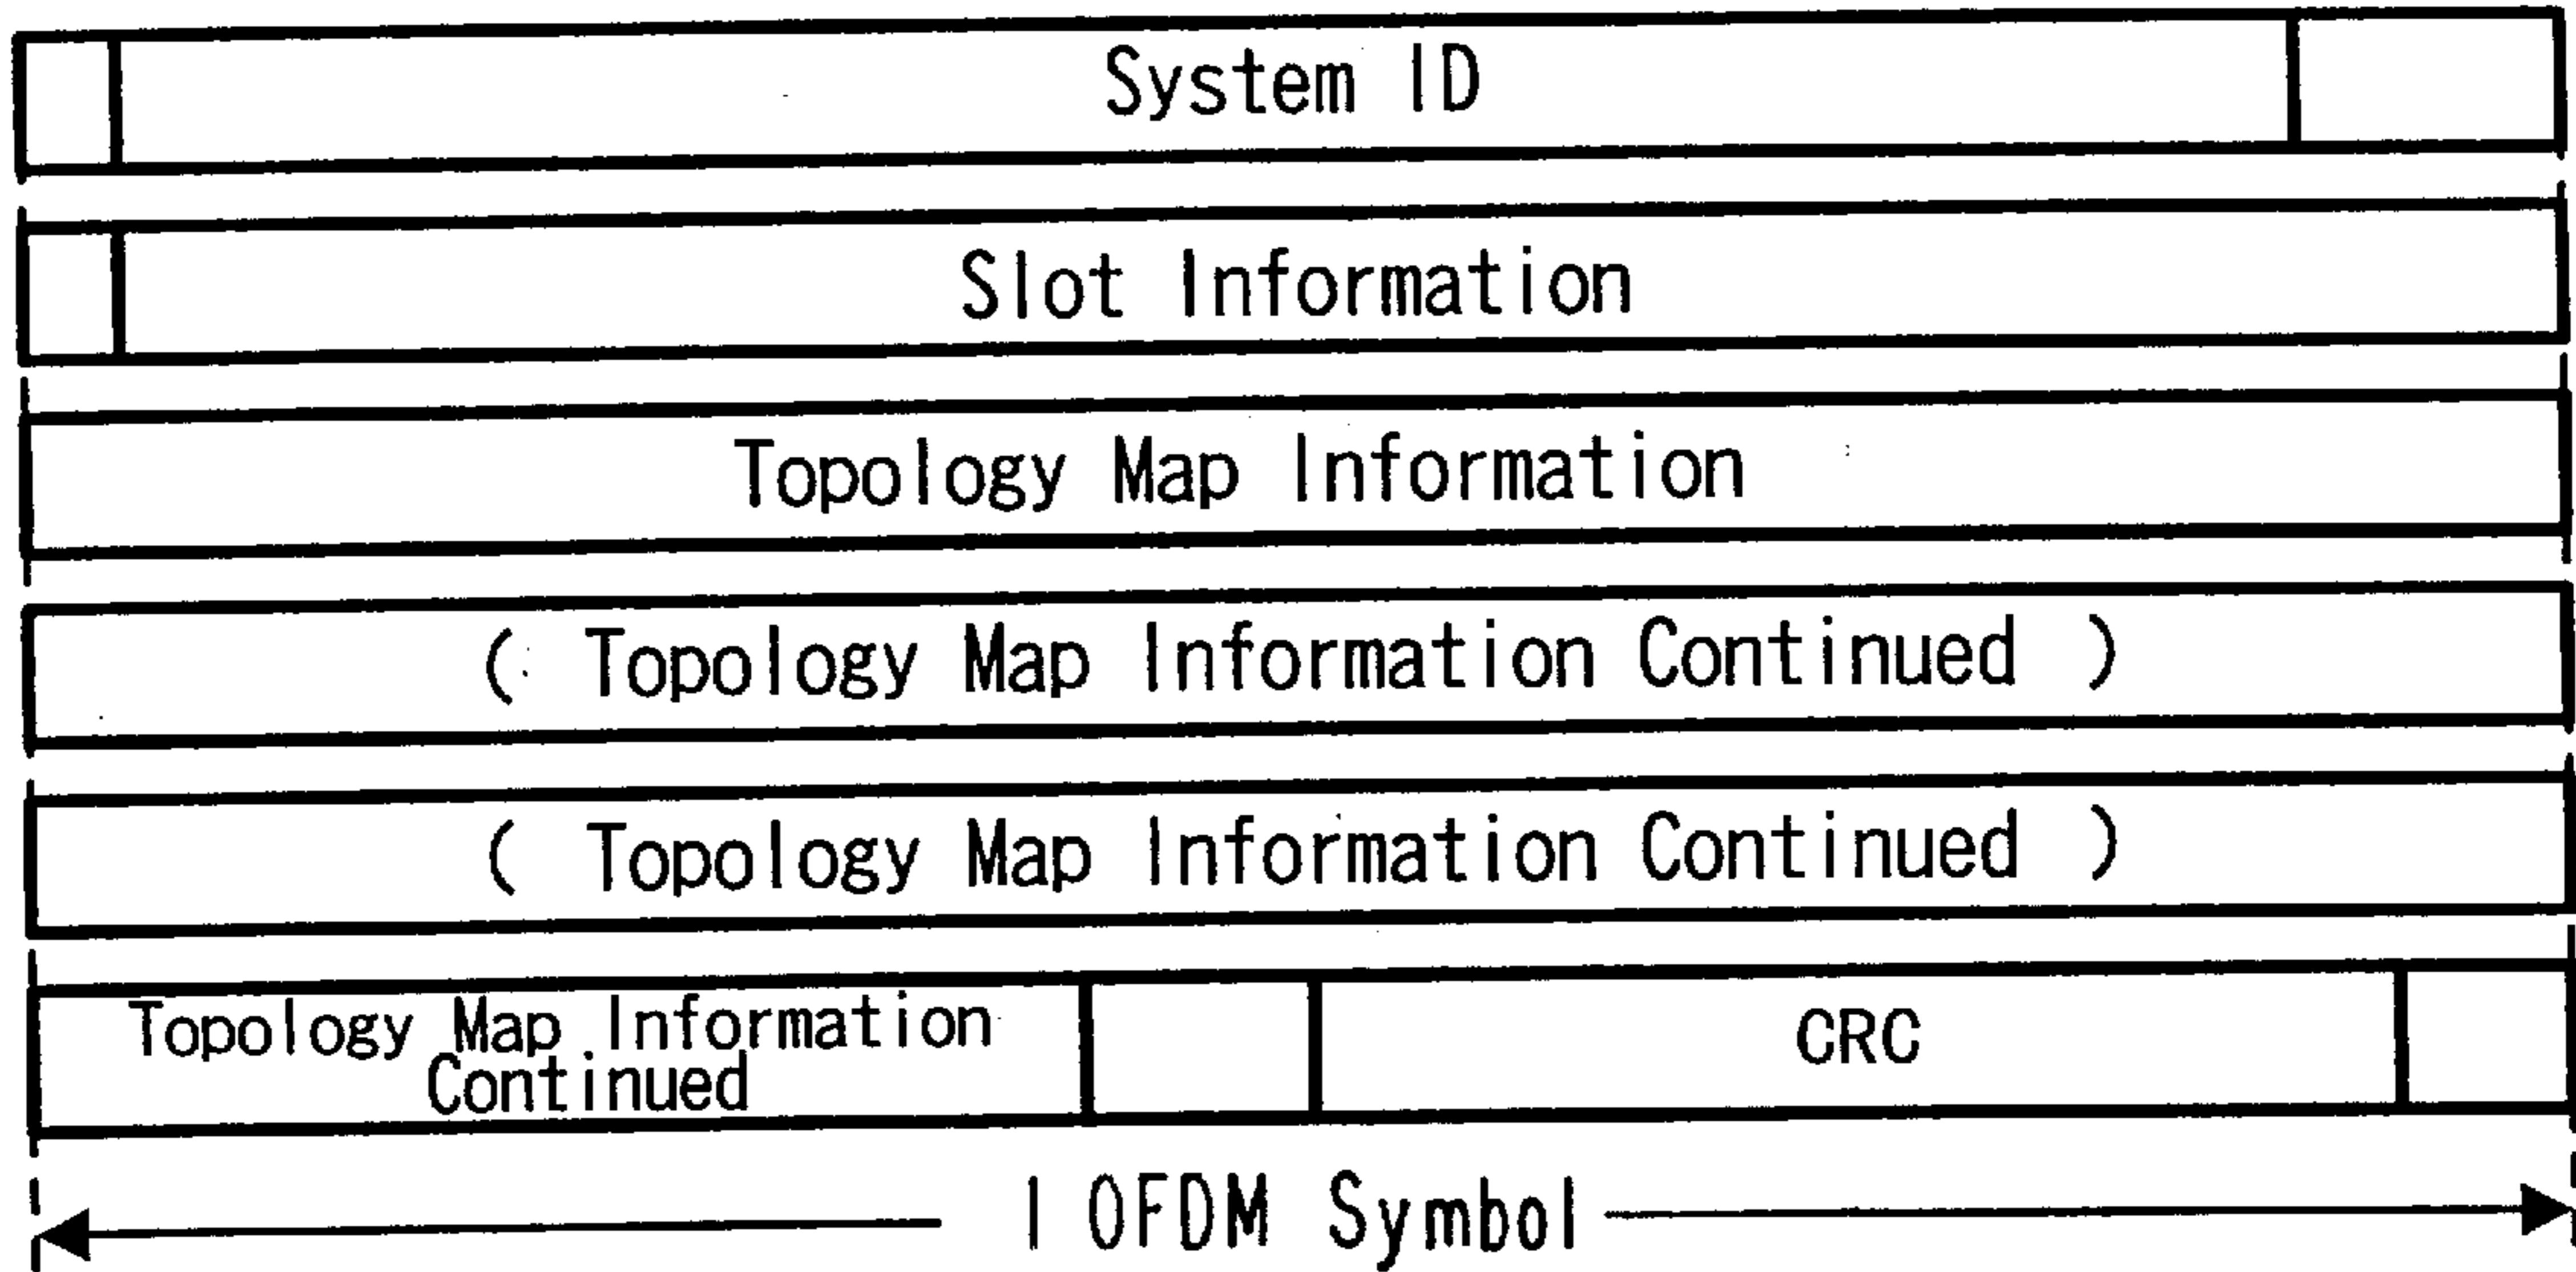 System ID
Slot Information
Topology Map Information
( Topology Map Information Continued )
( Topology Map Information Continued )
Topology Map Information
Continued
CRC
1 OFDM Symbol